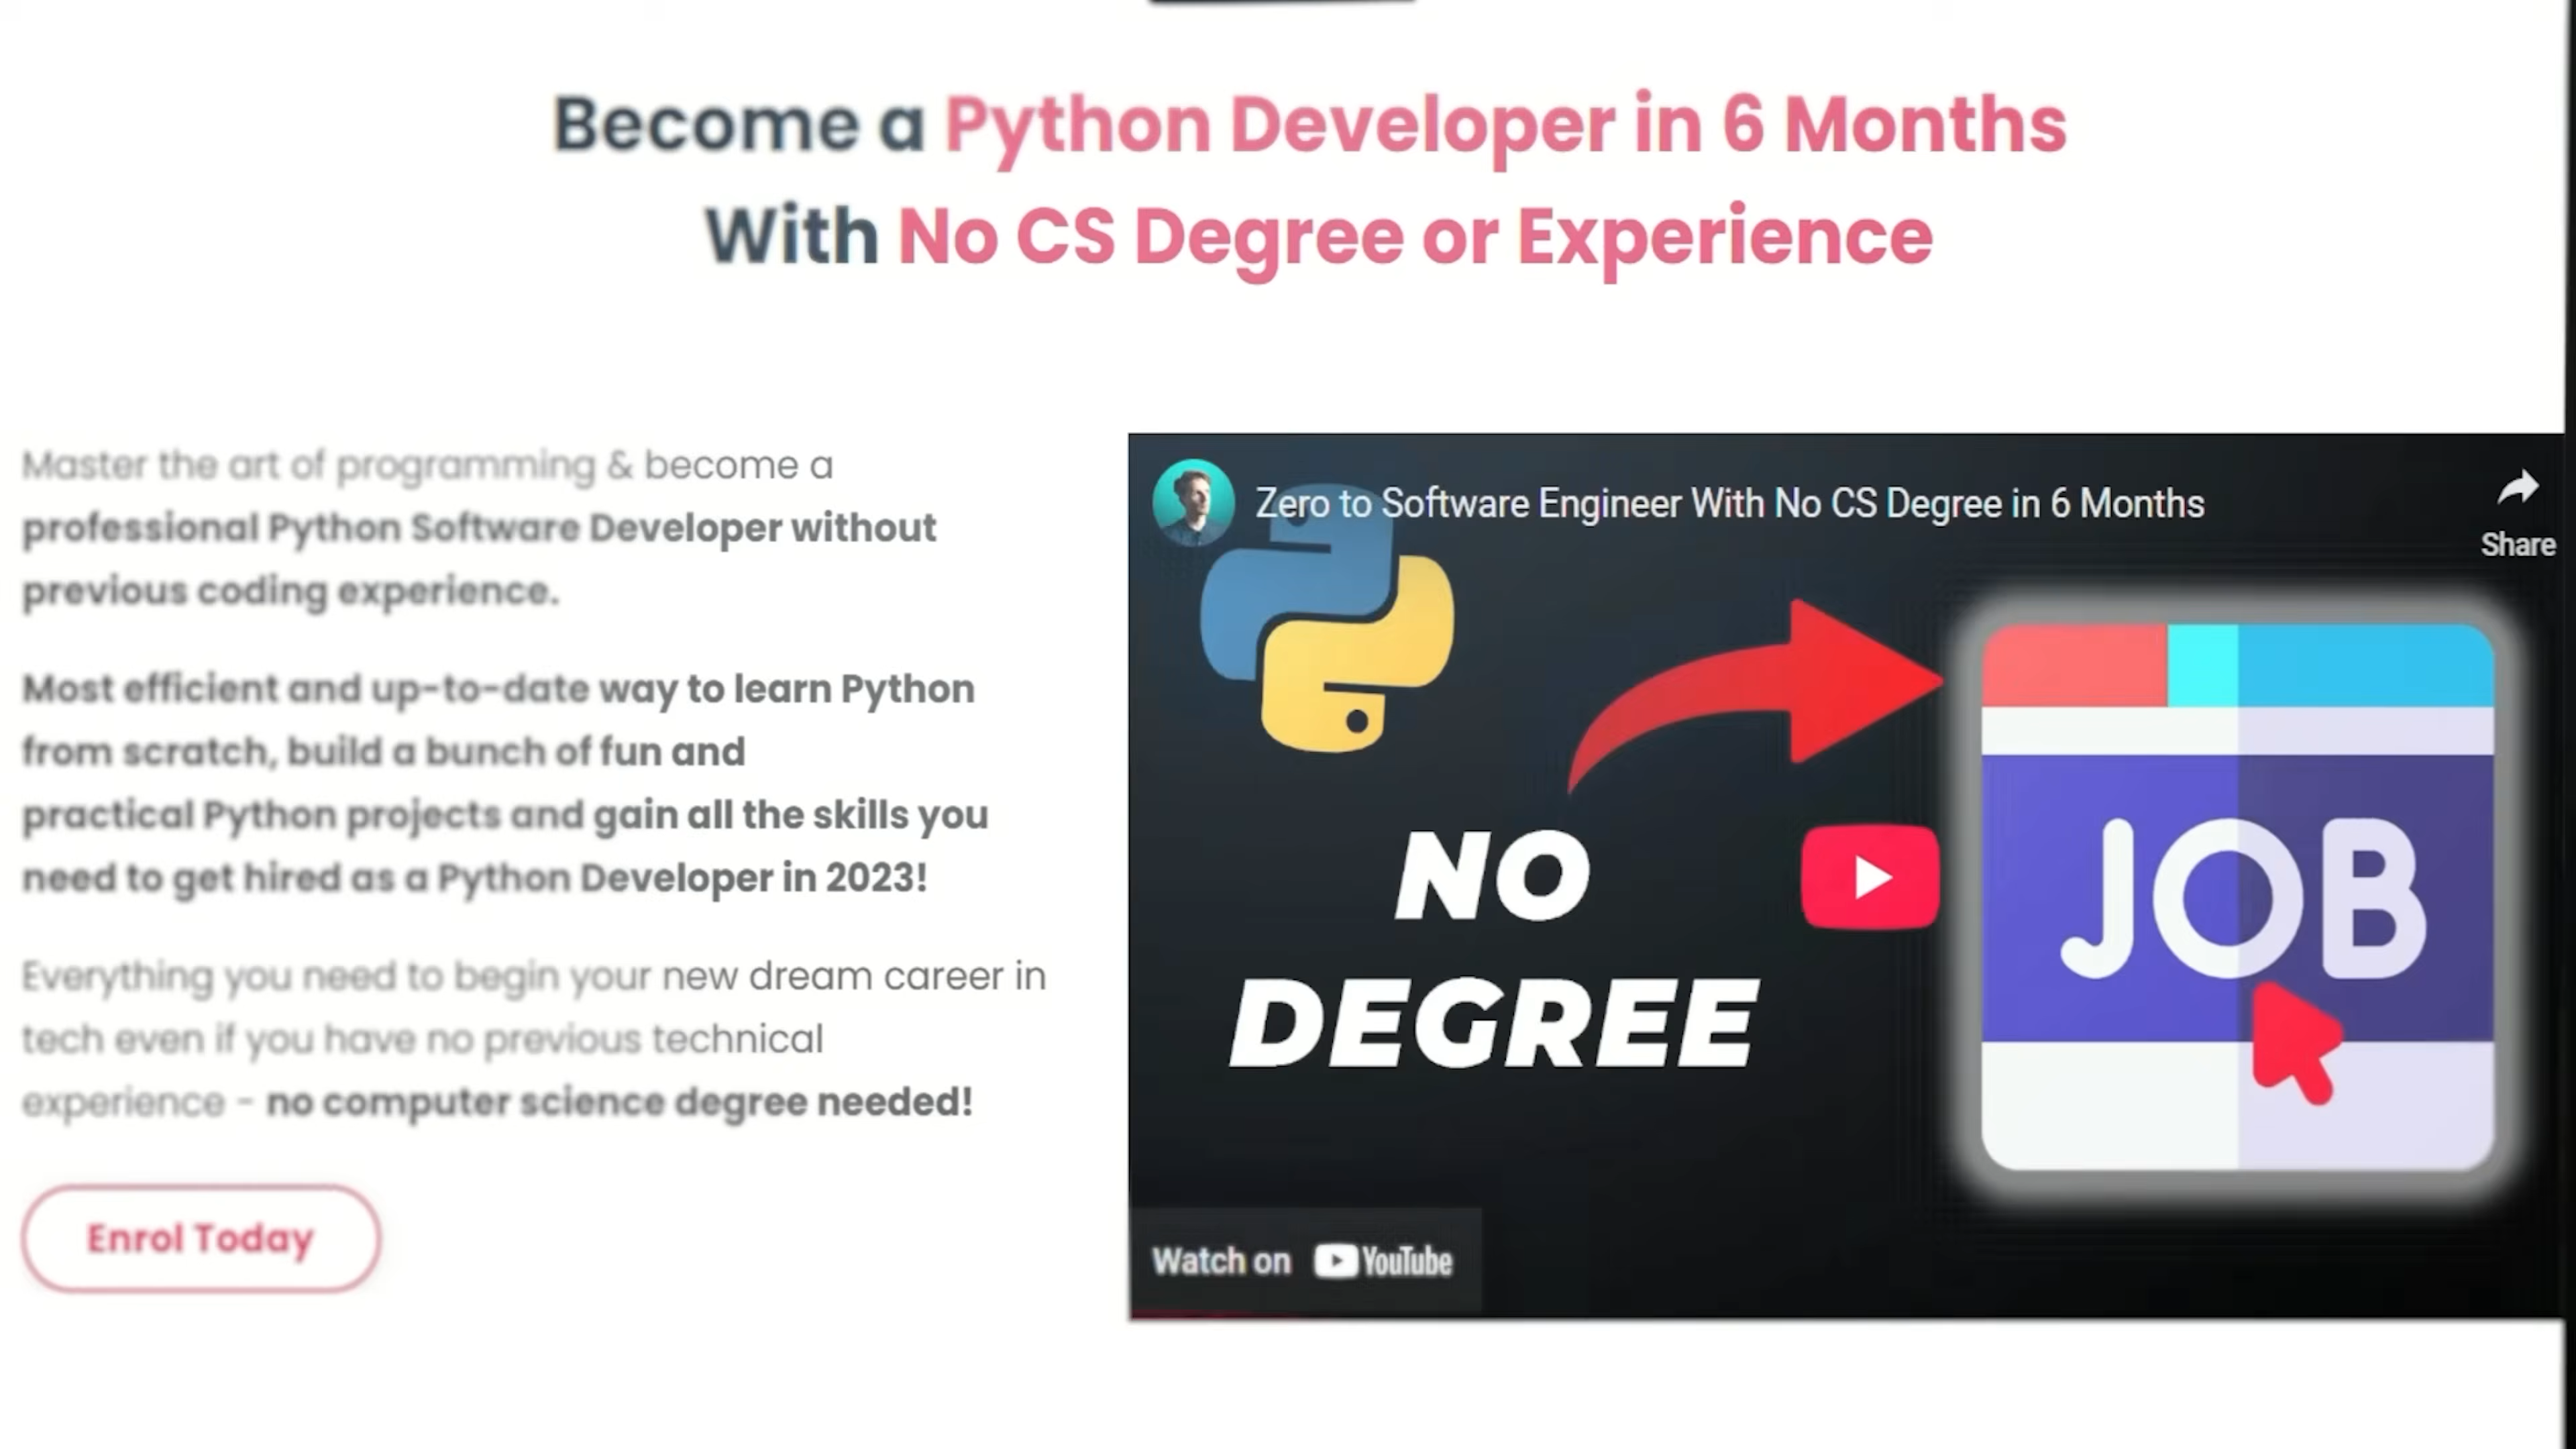 Become a Python Developer in 6 Months
With No CS Degree or Experience
Master the art of programming & become a
professional Python Software Developer without
previous coding experience.
Most efficient and up-to-date way to learn Python
from scratch, build a bunch of fun and
practical Python projects and gain all the skills you
need to get hired as a Python Developer in 2023!
Everything you need to begin your new dream career in
tech even if you have no previous technical
experience - no computer science degree needed!
Enrol Today
Zero to Software Engineer With No CS Degree in 6 Months
Share
NO
DEGREE
JOB
Watch on YouTube